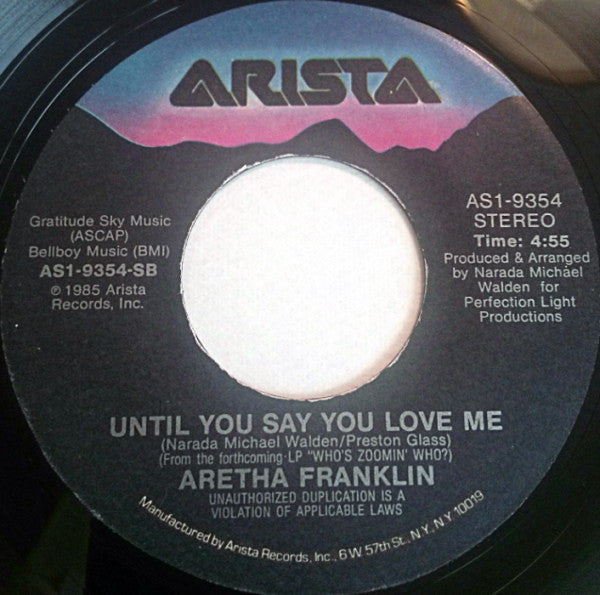 ARISTA
Gratitude Sky Music
(ASCAP)
Bellboy Music (BMI)
AS1-9354-SB
℗ 1985 Arista
Records, Inc.
AS1-9354
STEREO
Time: 4:55
Produced & Arranged
by Narada Michael
Walden for
Perfection Light
Productions
UNTIL YOU SAY YOU LOVE ME
(Narada Michael Walden/Preston Glass)
(From the forthcoming LP "WHO'S ZOOMIN' WHO?)
ARETHA FRANKLIN
UNAUTHORIZED DUPLICATION IS A
VIOLATION OF APPLICABLE LAWS
Manufactured by Arista Records, Inc., 6 W 57th St., N.Y., N.Y. 10019